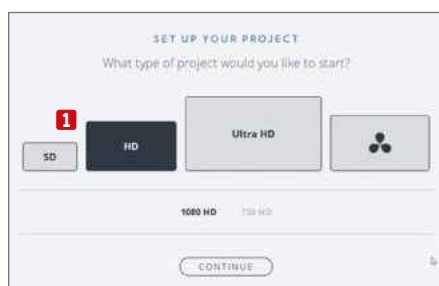 SET UP YOUR PROJECT
What type of project would you like to start?
1
SD
HD
Ultra HD
1080 HD
CONTINUE